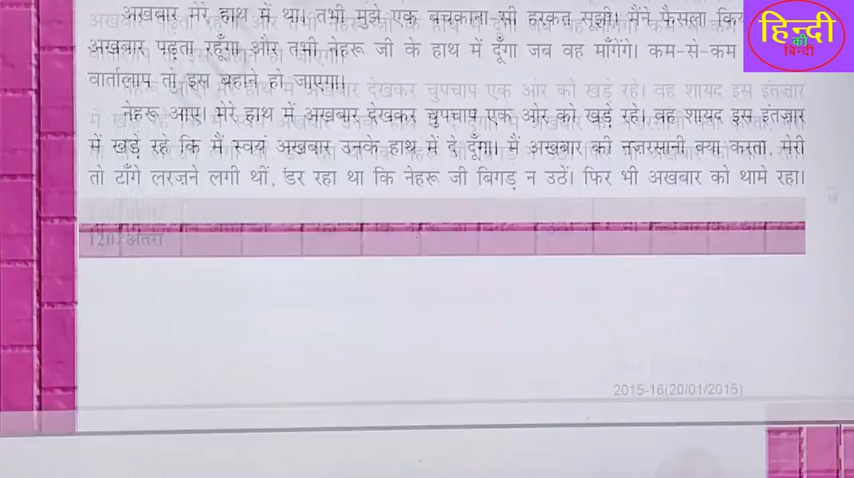 अखबार मेरे हाथ में था। तभी मुझे एक बचकाना-सी हरकत सूझी। मैंने फैसला किय
अखबार पढ़ता रहूँगा और तभी नेहरू जी के हाथ में दूँगा जब वह माँगेंगे। कम-से-कम
वार्तालाप तो इस बहाने हो जाएगा।
नेहरू आए। मेरे हाथ में अखबार देखकर चुपचाप एक ओर को खड़े रहे। वह शायद इस इंतज़ार
में खड़े रहे कि मैं स्वयं अखबार उनके हाथ में दे दूँगा। मैं अखबार की नज़रसानी क्या करता, मेरी
तो टाँगे लरज़ने लगी थीं, डर रहा था कि नेहरू जी बिगड़ न उठें। फिर भी अखबार को थामे रहा।
120/अंतरा
2015-16(20/01/2015)
हिन्दी
की
बिन्दी